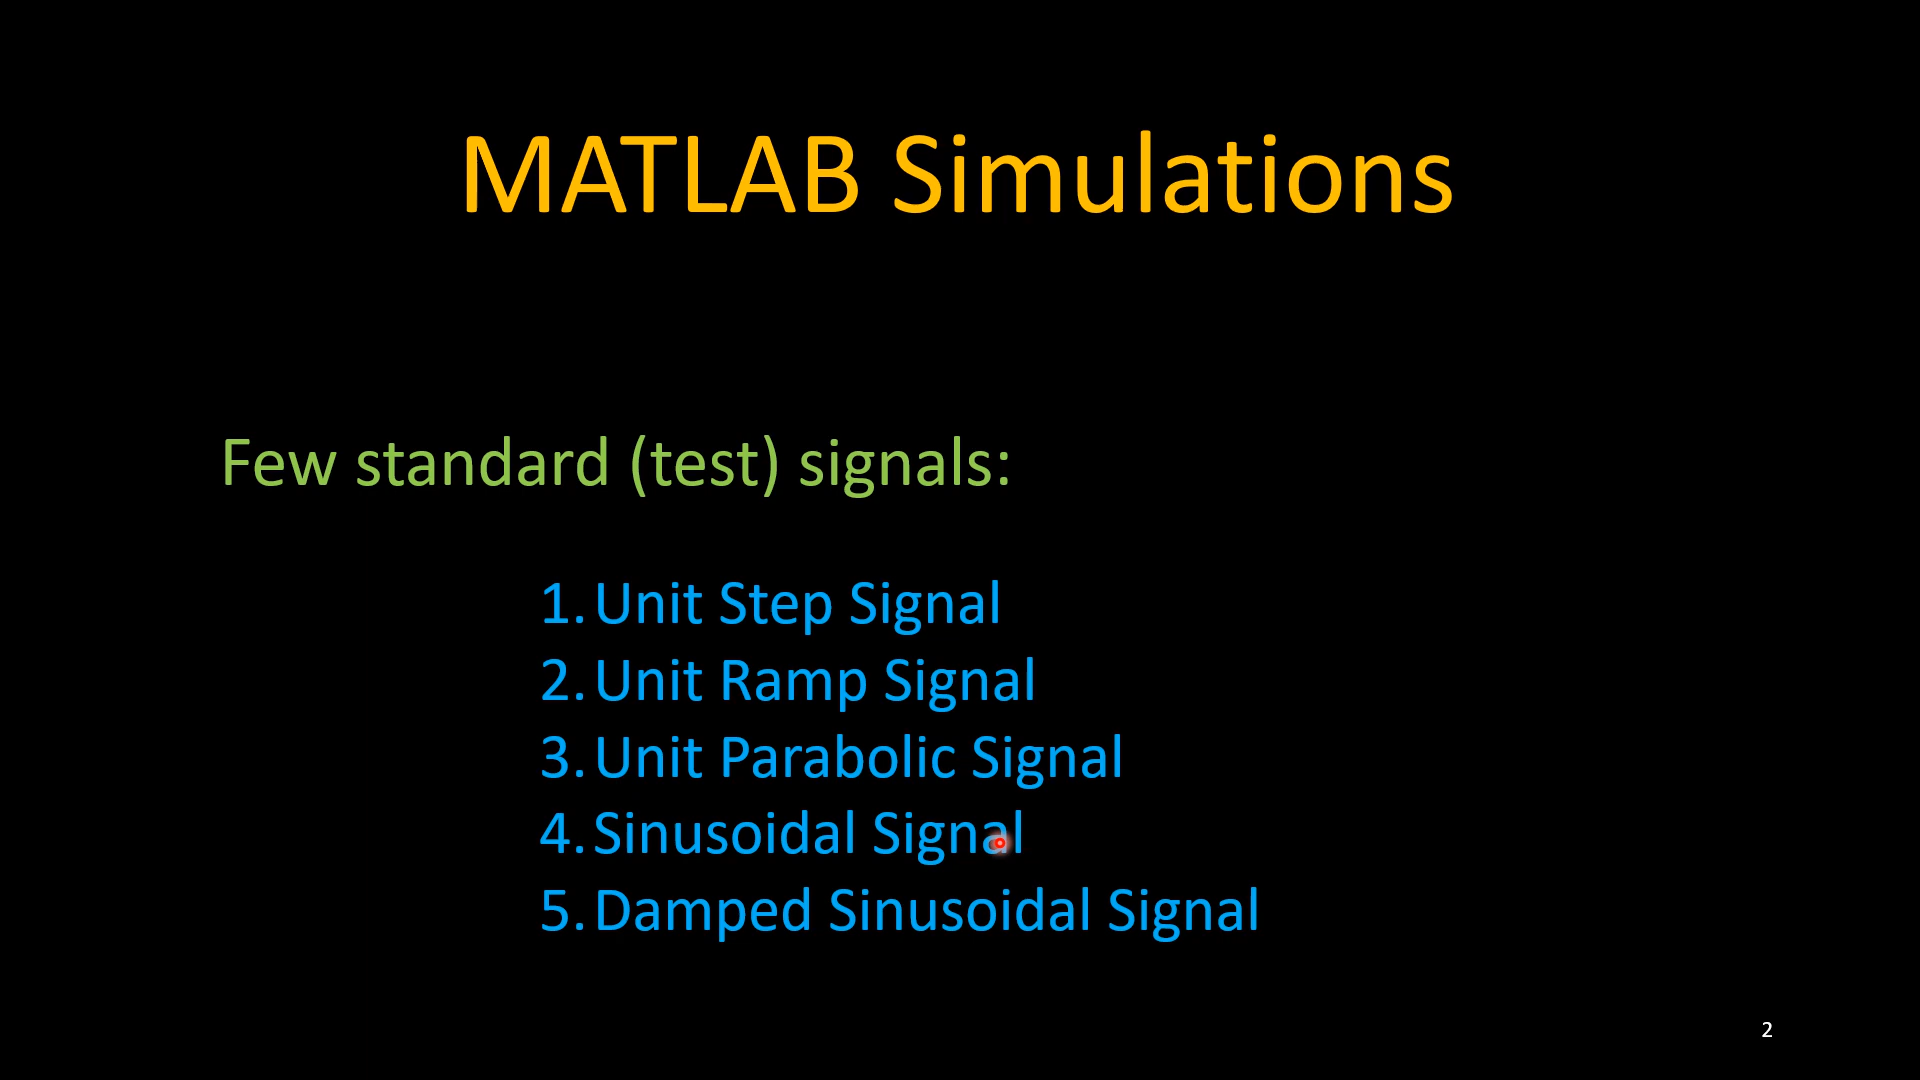 MATLAB Simulations
Few standard (test) signals:
1. Unit Step Signal
2. Unit Ramp Signal
3. Unit Parabolic Signal
4. Sinusoidal Signal
5. Damped Sinusoidal Signal
2